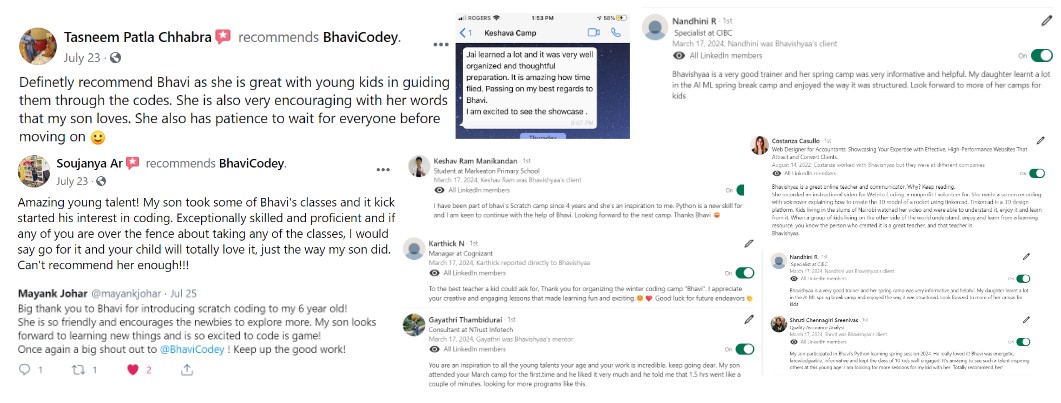 Tasneem Patla Chhabra recommends BhaviCodey.
July 23 ·
Definetly recommend Bhavi as she is great with young kids in guiding
them through the codes. She is also very encouraging with her words
that my son loves. She also has patience to wait for everyone before
moving on
Soujanya Ar recommends BhaviCodey.
July 23 ·
Amazing young talent! My son took some of Bhavi's classes and it kick
started his interest in coding. Exceptionally skilled and proficient and if
any of you are over the fence about taking any of the classes, I would
say go for it and your child will totally love it, just the way my son did.
Can't recommend her enough!!!
Mayank Johar @mayankjohar · Jul 25
Big thank you to Bhavi for introducing scratch coding to my 6 year old!
She is so friendly and encourages the newbies to explore more. My son looks
forward to learning new things and is so excited to code is game!
Once again a big shout out to @BhaviCodey ! Keep up the good work!
1 1 2
ROGERS 1:53 PM 58%
1 Keshava Camp
Jai learned a lot and it was very well
organized and thoughtful
preparation. It is amazing how time
flied. Passing on my best regards to
Bhavi.
I am excited to see the showcase .
Thursday
Keshav Ram Manikandan · 1st
Student at Markeaton Primary School
March 17, 2024, Keshav Ram was Bhavishyaa's client
All LinkedIn members
I have been part of bhavi's Scratch camp since 4 years and she's an inspiration to me. Python is a new skill for
and I am keen to continue with the help of Bhavi. Looking forward to the next camp. Thanks Bhavi
Karthick N · 1st
Manager at Cognizant
March 17, 2024, Karthick reported directly to Bhavishyaa
All LinkedIn members
On
To the best teacher a kid could ask for, Thank you for organizing the winter coding camp "Bhavi". I appreciate
your creative and engaging lessons that made learning fun and exciting. Good luck for future endeavors
Gayathri Thambidurai · 1st
Consultant at NTrust Infotech
March 17, 2024, Gayathri was Bhavishyaa's mentor
All LinkedIn members
On
You are an inspiration to all the young talents your age and your work is incredible. keep going dear. My son
attended your March camp for the first.time and he liked it very much and he told me that 1.5 hrs went like a
couple of minutes. looking for more programs like this.
Nandhini R · 1st
Specialist at CIBC
March 17, 2024, Nandhini was Bhavishyaa's client
All LinkedIn members
On
Bhavishyaa is a very good trainer and her spring camp was very informative and helpful. My daughter learnt a lot
in the AI ML spring break camp and enjoyed the way it was structured. Look forward to more of her camps for
kids
Costanza Casullo · 1st
Web Designer for Accountants: Showcasing Your Expertise with Effective, High-Performance Websites That
Attract and Convert Clients.
August 14, 2022, Costanza worked with Bhavishyaa but they were at different companies
All LinkedIn members
On
Bhavishyaa is a great online teacher and communicator. Why? Keep reading.
She recorded an instructional video for
with voiceover explaining how to create the 3D model of a rocket using tinkercad. Tinkercad is a 3D design
platform. Kids living in the slums of Nairobi watched her video and were able to understand it, enjoy it and learn
from it. When a group of kids living on the other side of the world understand, enjoy and learn from a learning
resource, you know the person who created it is a great teacher, and that teacher is
Bhavishyaa.
Nandhini R · 1st
Specialist at CIBC
March 17, 2024, Nandhini was Bhavishyaa's client
All LinkedIn members
On
Bhavishyaa is a very good trainer and her spring camp was very informative and helpful. My daughter learnt a lot
in the AI ML spring break camp and enjoyed the way it was structured. Look forward to more of her camps for
kids
Shruti Chennagiri Sreenivas · 1st
Quality Assurance Analyst
March 17, 2024, was Bhavishyaa's client
All LinkedIn members
On
My son participated in Bhavi's Python learning spring session 2024. He really loved it! Bhavi was energetic,
knowledgeable, informative and kept the class of 10 kids well engaged! It's amazing to see such a talent inspiring
others at this young age! I am looking for more sessions for my kid with her. Totally recommend her!